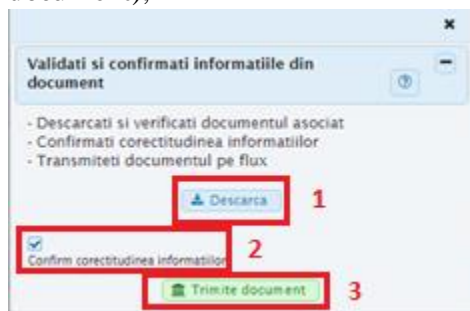 Validati si confirmati informatiile din
document
- Descarcati si verificati documentul asociat
- Confirmati corectitudinea informatiilor
- Transmiteti documentul pe flux
Descarca 1
Confirm corectitudinea informatiilor 2
Trimite document 3